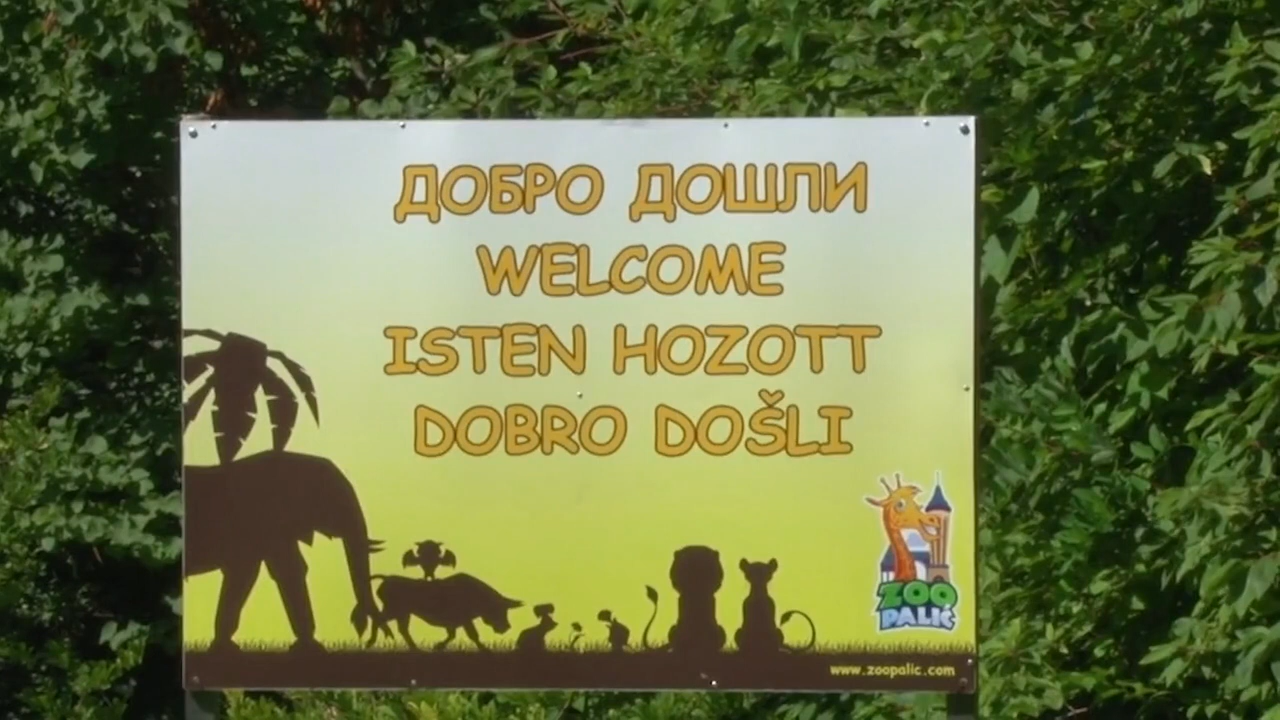 ДОБРО ДОШЛИ
WELCOME
ISTEN HOZOTT
DOBRO DOŠLI
ZOO
PALIĆ
www.zoopalic.com